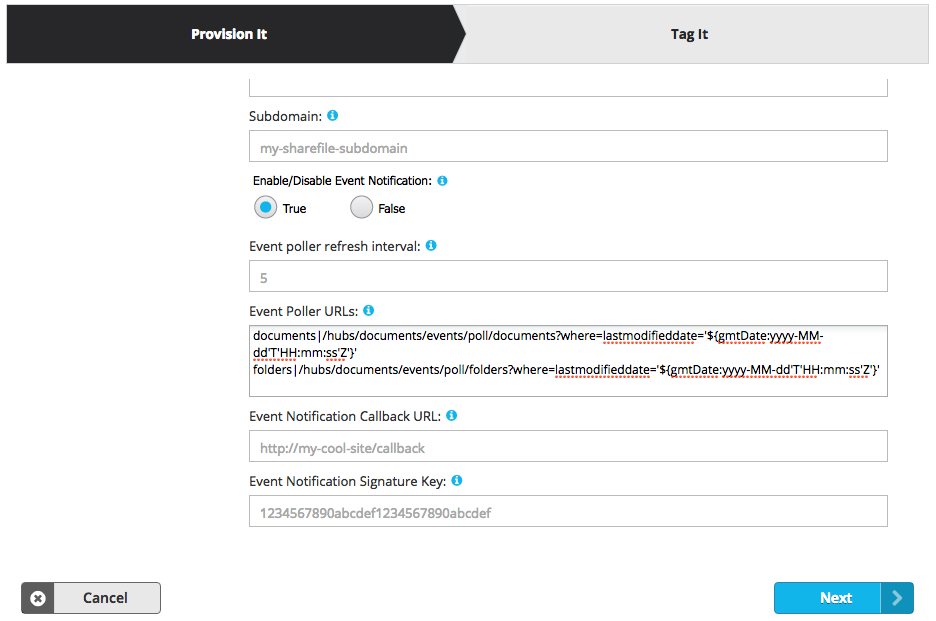 Provision It
Tag It
Subdomain:
my-sharefile-subdomain
Enable/Disable Event Notification:
True False
Event poller refresh interval:
5
Event Poller URLs:
documents|/hubs/documents/events/poll/documents?where=lastmodifieddate='${gmtDate:yyyy-MM-
dd'T'HH:mm:ss'Z'}'
folders|/hubs/documents/events/poll/folders?where=lastmodifieddate='${gmtDate:yyyy-MM-dd'T'HH:mm:ss'Z'}'
Event Notification Callback URL:
http://my-cool-site/callback
Event Notification Signature Key:
1234567890abcdef1234567890abcdef
Cancel
Next